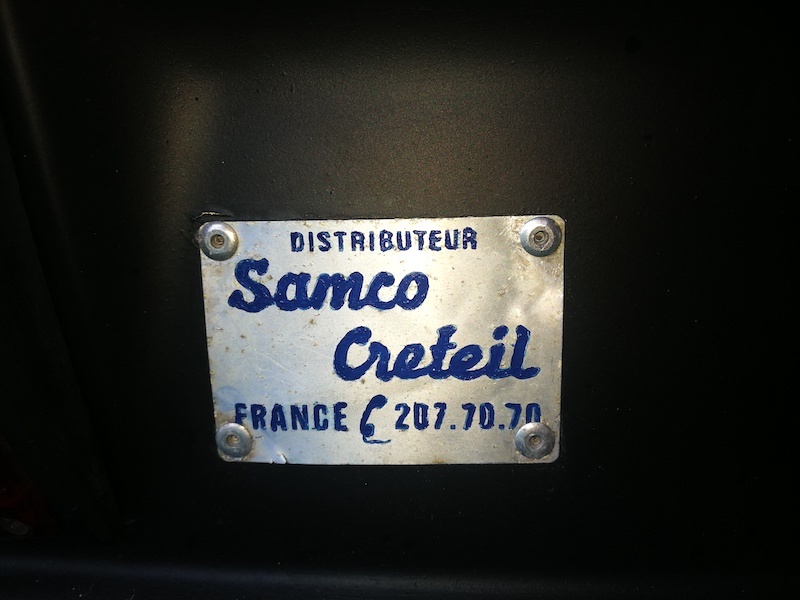 DISTRIBUTEUR
Samco
Creteil
FRANCE 207.70.70